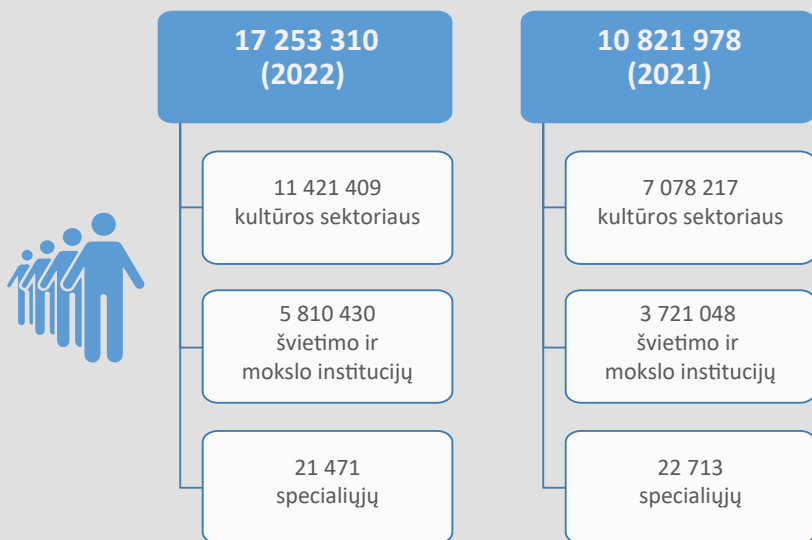 17 253 310
(2022)
11 421 409
kultūros sektoriaus
5 810 430
švietimo ir
mokslo institucijų
21 471
specialiųjų
10 821 978
(2021)
7 078 217
kultūros sektoriaus
3 721 048
švietimo ir
mokslo institucijų
22 713
specialiųjų